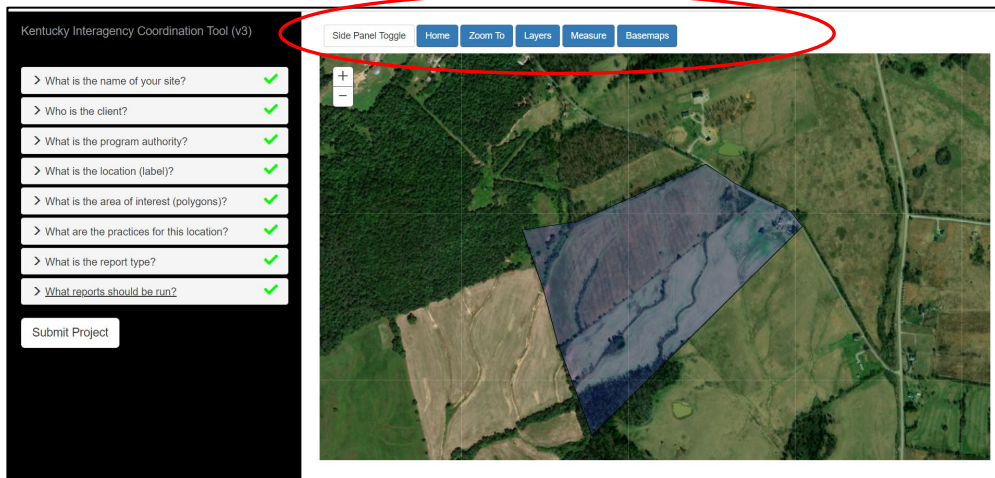 Kentucky Interagency Coordination Tool (v3)
What is the name of your site?
Who is the client?
What is the program authority?
What is the location (label)?
What is the area of interest (polygons)?
What are the practices for this location?
What is the report type?
What reports should be run?
Submit Project
Side Panel Toggle Home Zoom To Layers Measure Basemaps
+
−